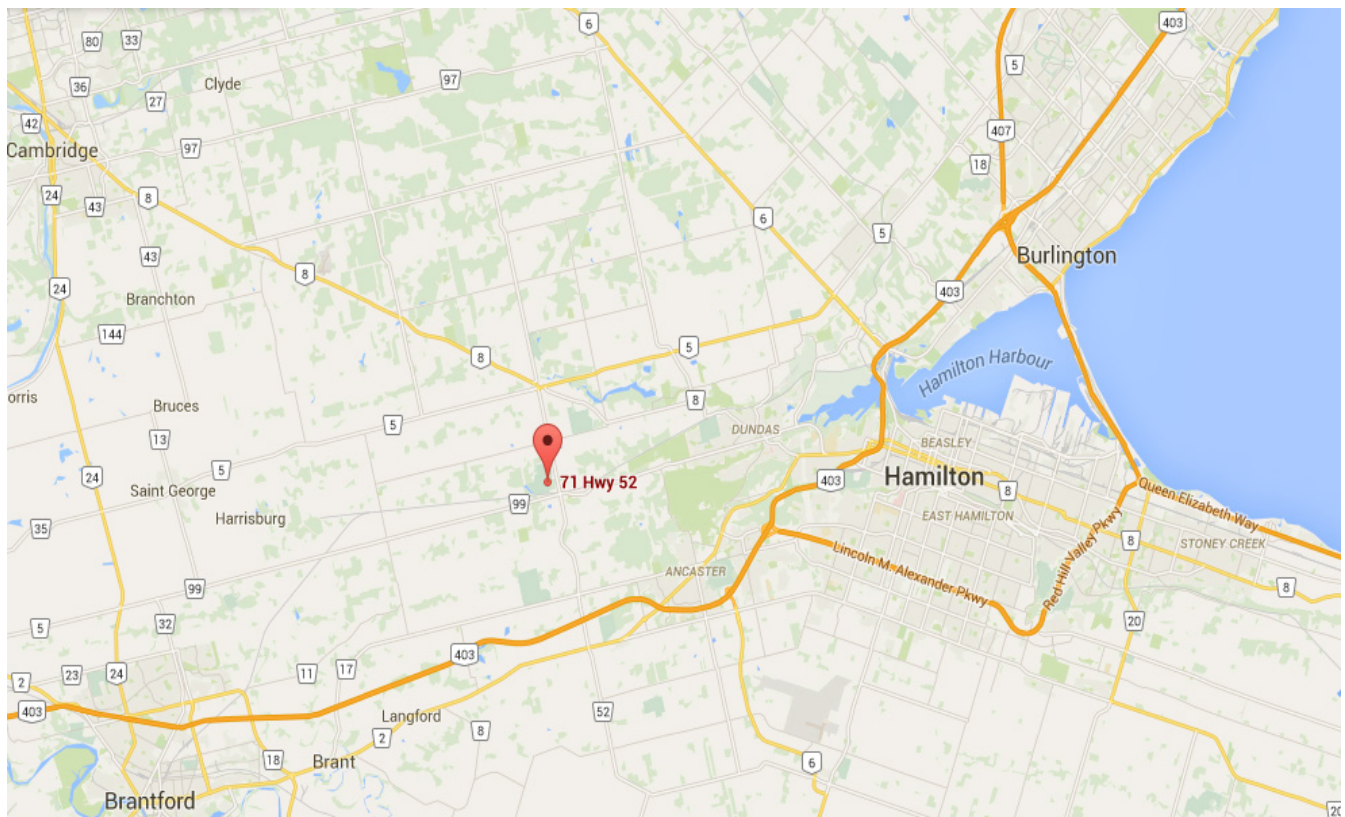 6
403
80
33
5
Clyde
97
36
27
42
407
Cambridge
97
18
24
8
43
6
5
43
Burlington
8
24
403
Branchton
144
5
8
Hamilton Harbour
orris
8
Bruces
5
DUNDAS
13
BEASLEY
5
24
403
Hamilton
71 Hwy 52
Saint George
8
Queen Elizabeth Way
99
Harrisburg
EAST HAMILTON
35
8
STONEY CREEK
Lincoln M. Alexander Pkwy
Red Hill Valley Pkwy
ANCASTER
99
8
5
32
20
403
23
24
11
17
2
403
52
Langford
8
2
18
Brant
6
Brantford
20